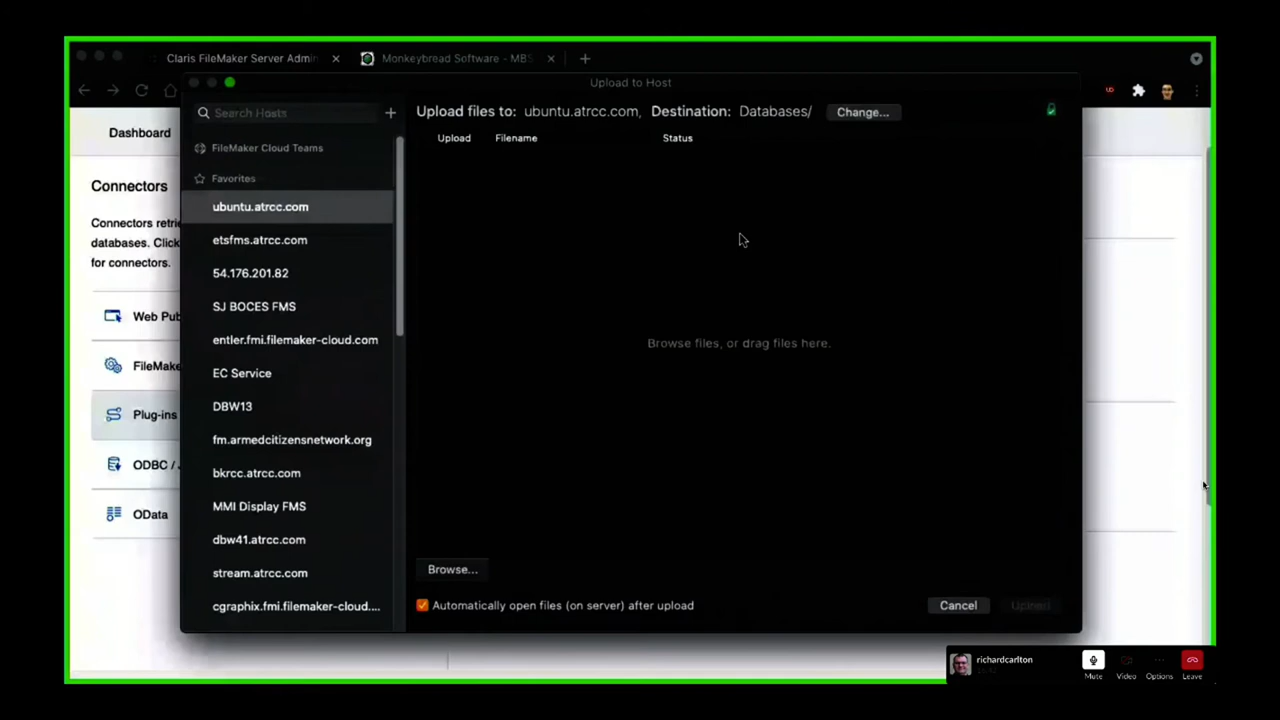 Claris FileMaker Server Admin
Monkeybread Software - MBS
Upload to Host
Search Hosts
Upload files to: ubuntu.atrcc.com, Destination: Databases/ Change...
Upload Filename Status
FileMaker Cloud Teams
Favorites
ubuntu.atrcc.com
etsfms.atrcc.com
54.176.201.82
SJ BOCES FMS
entler.fmi.filemaker-cloud.com
EC Service
DBW13
fm.armedcitizensnetwork.org
bkrcc.atrcc.com
MMI Display FMS
dbw41.atrcc.com
stream.atrcc.com
cgraphix.fmi.filemaker-cloud....
Browse files, or drag files here.
Browse...
Automatically open files (on server) after upload
Cancel Upload
Dashboard
Connectors
Connectors retrie
databases. Click
for connectors.
Web Pub
FileMake
Plug-ins
ODBC /
OData
richardcarlton
Mute Video Options Leave